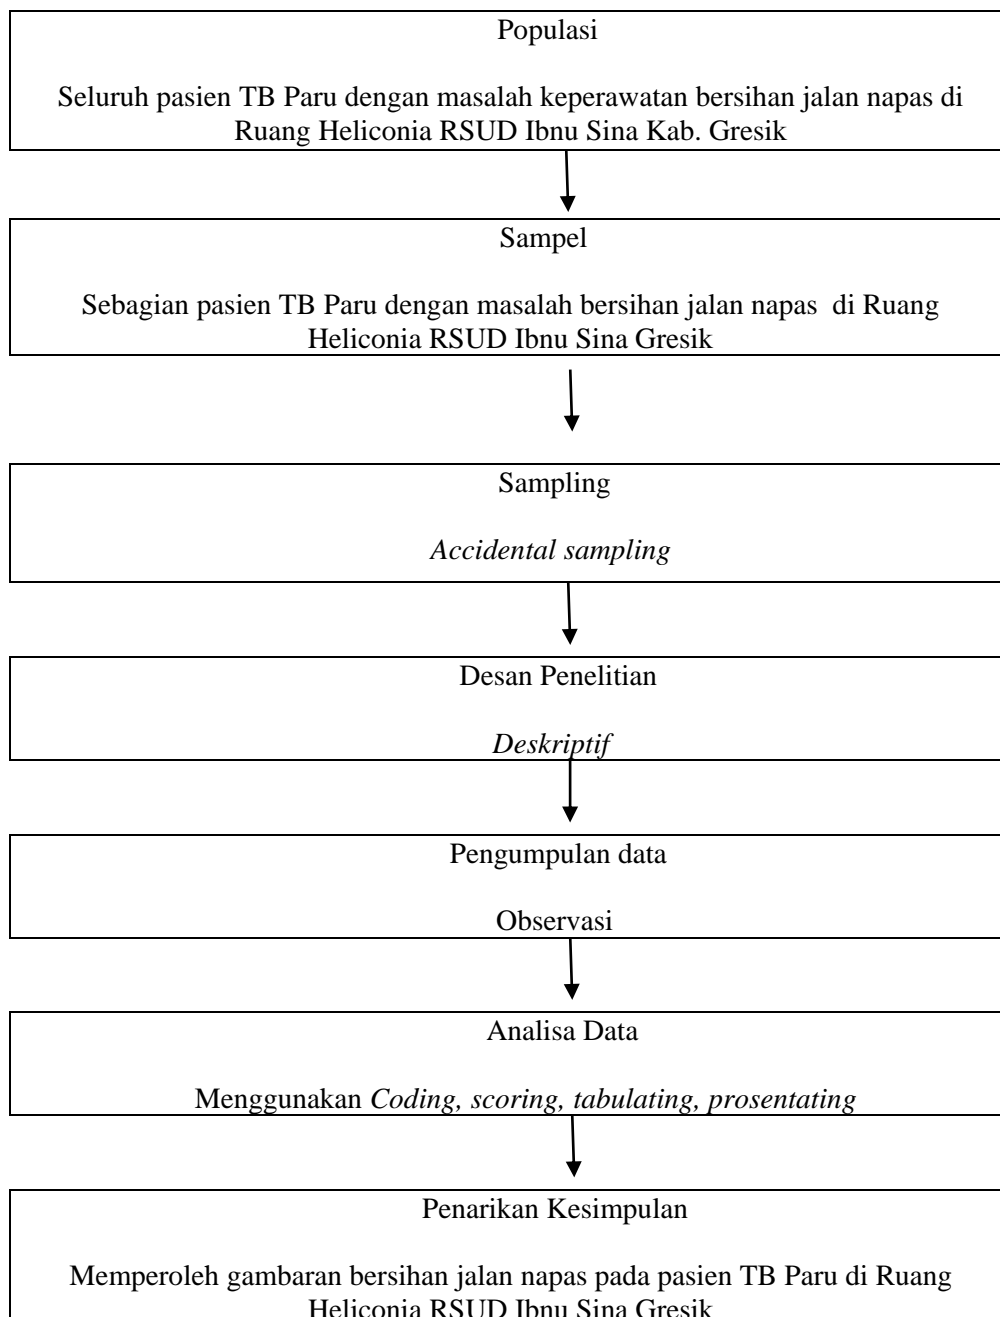 Populasi
Seluruh pasien TB Paru dengan masalah keperawatan bersihan jalan napas di
Ruang Heliconia RSUD Ibnu Sina Kab. Gresik
Sampel
Sebagian pasien TB Paru dengan masalah bersihan jalan napas di Ruang
Heliconia RSUD Ibnu Sina Gresik
Sampling
Accidental sampling
Desan Penelitian
Deskriptif
Pengumpulan data
Observasi
Analisa Data
Menggunakan Coding, scoring, tabulating, prosentating
Penarikan Kesimpulan
Memperoleh gambaran bersihan jalan napas pada pasien TB Paru di Ruang
Heliconia RSUD Ibnu Sina Gresik